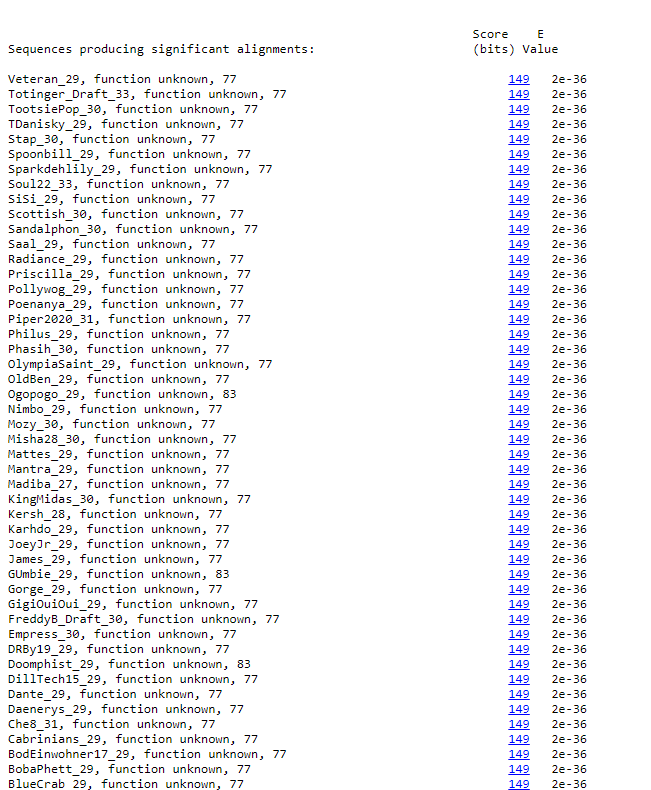 Score E
Sequences producing significant alignments: (bits) Value
Veteran_29, function unknown, 77 149 2e-36
Totinger_Draft_33, function unknown, 77 149 2e-36
TootsiePop_30, function unknown, 77 149 2e-36
TDanisky_29, function unknown, 77 149 2e-36
Stap_30, function unknown, 77 149 2e-36
Spoonbill_29, function unknown, 77 149 2e-36
Sparkdehlily_29, function unknown, 77 149 2e-36
Soul22_33, function unknown, 77 149 2e-36
SiSi_29, function unknown, 77 149 2e-36
Scottish_30, function unknown, 77 149 2e-36
Sandalphon_30, function unknown, 77 149 2e-36
Saal_29, function unknown, 77 149 2e-36
Radiance_29, function unknown, 77 149 2e-36
Priscilla_29, function unknown, 77 149 2e-36
Pollywog_29, function unknown, 77 149 2e-36
Poenanya_29, function unknown, 77 149 2e-36
Piper2020_31, function unknown, 77 149 2e-36
Philus_29, function unknown, 77 149 2e-36
Phasih_30, function unknown, 77 149 2e-36
OlympiaSaint_29, function unknown, 77 149 2e-36
OldBen_29, function unknown, 77 149 2e-36
Ogopogo_29, function unknown, 83 149 2e-36
Nimbo_29, function unknown, 77 149 2e-36
Mozy_30, function unknown, 77 149 2e-36
Misha28_30, function unknown, 77 149 2e-36
Mattes_29, function unknown, 77 149 2e-36
Mantra_29, function unknown, 77 149 2e-36
Madiba_27, function unknown, 77 149 2e-36
KingMidas_30, function unknown, 77 149 2e-36
Kersh_28, function unknown, 77 149 2e-36
Karhdo_29, function unknown, 77 149 2e-36
JoeyJr_29, function unknown, 77 149 2e-36
James_29, function unknown, 77 149 2e-36
GUmbie_29, function unknown, 83 149 2e-36
Gorge_29, function unknown, 77 149 2e-36
GigiOuiOui_29, function unknown, 77 149 2e-36
FreddyB_Draft_30, function unknown, 77 149 2e-36
Empress_30, function unknown, 77 149 2e-36
DRBy19_29, function unknown, 77 149 2e-36
Doomphist_29, function unknown, 83 149 2e-36
DillTech15_29, function unknown, 77 149 2e-36
Dante_29, function unknown, 77 149 2e-36
Daenerys_29, function unknown, 77 149 2e-36
Che8_31, function unknown, 77 149 2e-36
Cabrinians_29, function unknown, 77 149 2e-36
BodEinwohner17_29, function unknown, 77 149 2e-36
BobaPhett_29, function unknown, 77 149 2e-36
BlueCrab 29, function unknown, 77 149 2e-36